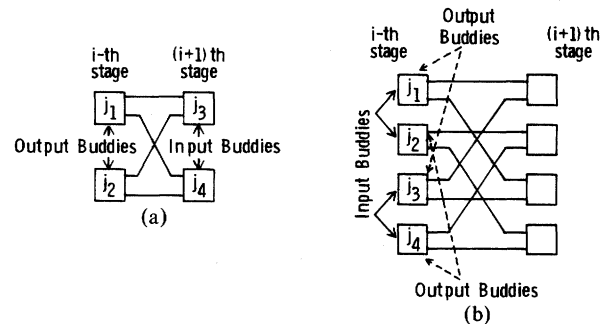 i-th
stage
(i+1) th
stage
j1
j3
Output Buddies
Input Buddies
j2
j4
(a)
Output
Buddies
i-th
stage
(i+1) th
stage
j1
Input Buddies
j2
j3
j4
Output Buddies
(b)